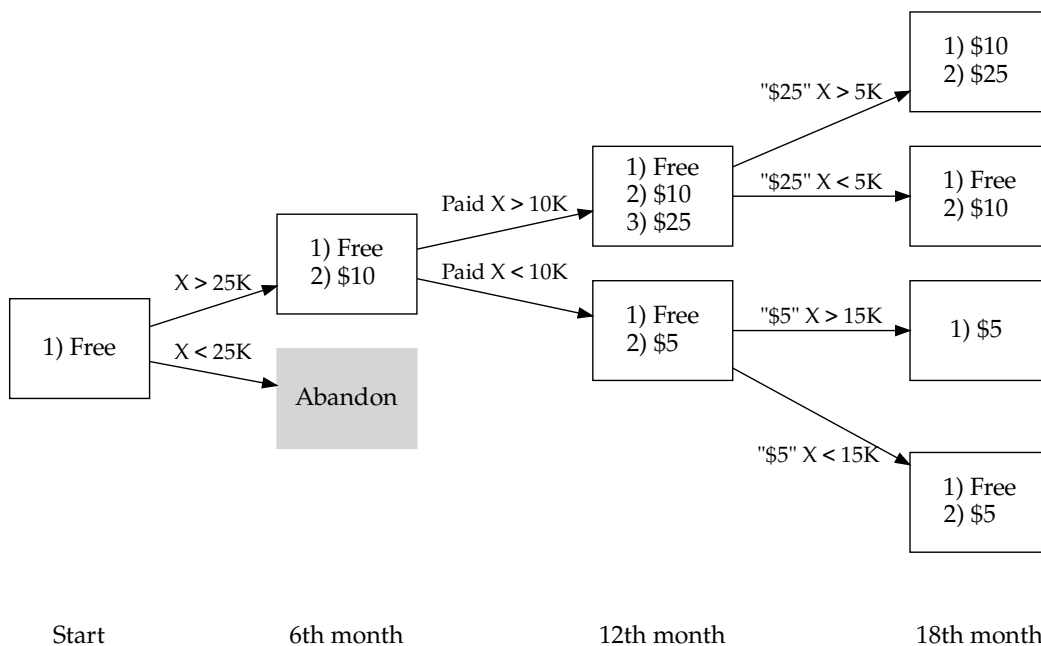 1) Free
X > 25K
X < 25K
1) Free
2) $10
Abandon
Paid X > 10K
Paid X < 10K
1) Free
2) $10
3) $25
1) Free
2) $5
"$25" X > 5K
"$25" X < 5K
"$5" X > 15K
"$5" X < 15K
1) $10
2) $25
1) Free
2) $10
1) $5
1) Free
2) $5
Start
6th month
12th month
18th month